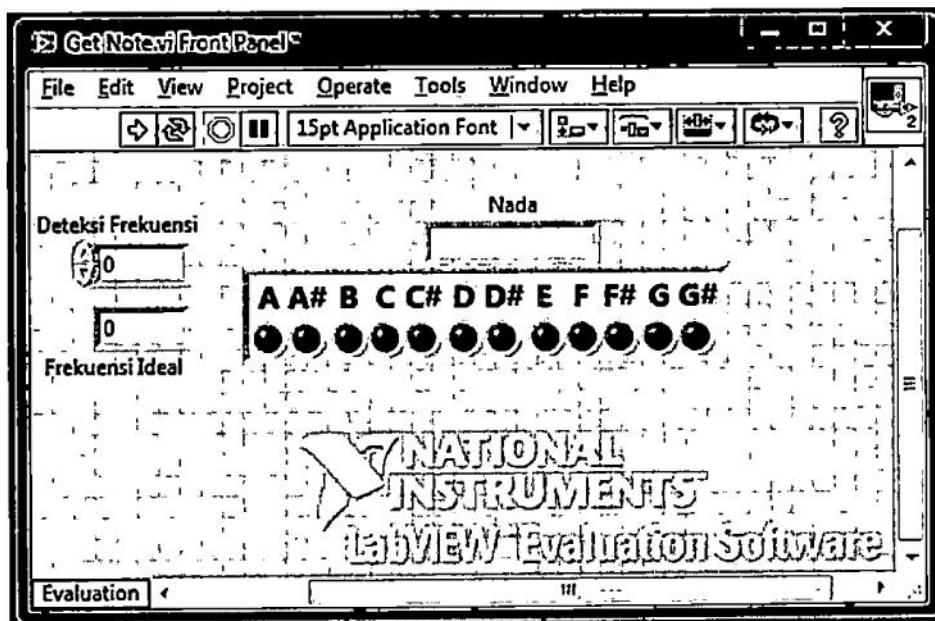 Get Note.vi Front Panel *
File Edit View Project Operate Tools Window Help
15pt Application Font
2
Nada
Deteksi Frekuensi
0
A A# B C C# D D# E F F# G G#
0
Frekuensi Ideal
NATIONAL
INSTRUMENTS
LabVIEW Evaluation Software
Evaluation